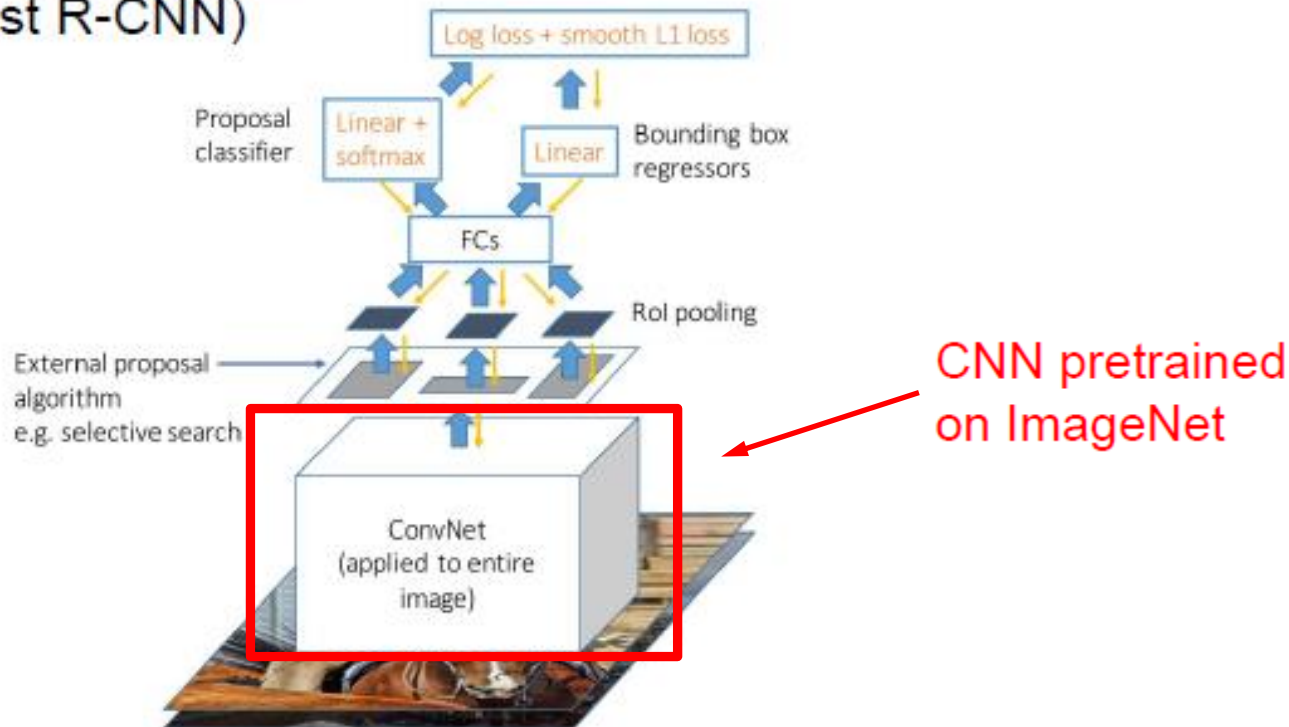 st R-CNN)
Log loss + smooth L1 loss
Proposal
classifier
Linear +
softmax
Linear
Bounding box
regressors
FCs
RoI pooling
External proposal
algorithm
e.g. selective search
CNN pretrained
on ImageNet
ConvNet
(applied to entire
image)